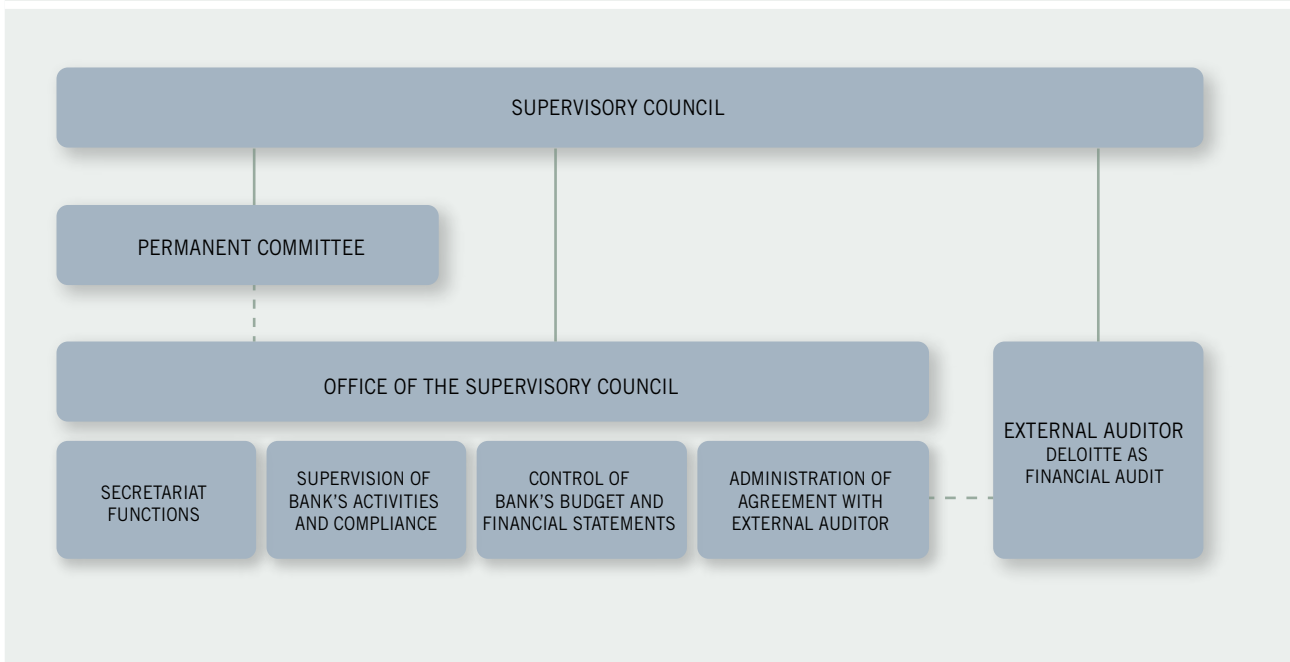 SUPERVISORY COUNCIL
PERMANENT COMMITTEE
OFFICE OF THE SUPERVISORY COUNCIL
SECRETARIAT
FUNCTIONS
SUPERVISION OF
BANK'S ACTIVITIES
AND COMPLIANCE
CONTROL OF
BANK'S BUDGET AND
FINANCIAL STATEMENTS
ADMINISTRATION OF
AGREEMENT WITH
EXTERNAL AUDITOR
EXTERNAL AUDITOR
DELOITTE AS
FINANCIAL AUDIT